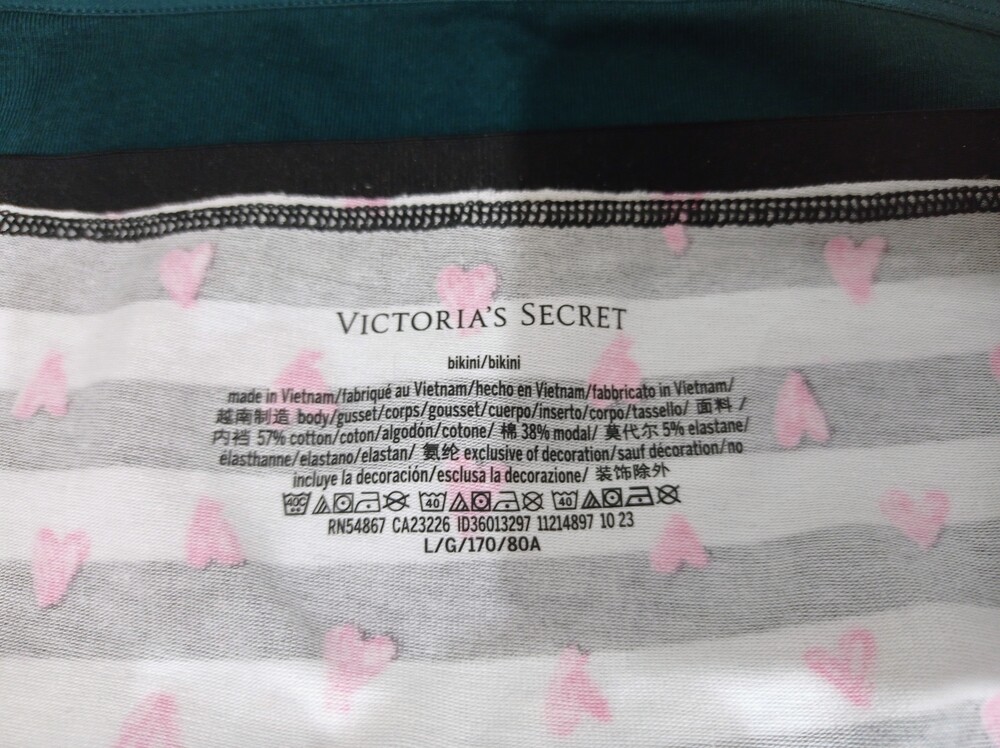 VICTORIA'S SECRET
bikini/bikini
made in Vietnam/fabriqué au Vietnam/hecho en Vietnam/fabbricato in Vietnam/
越南制造 body/gusset/corps/gousset/cuerpo/inserto/corpo/tassello/ 面料 /
内裆 57% cotton/coton/algodón/cotone/ 棉 38% modal/ 莫代尔 5% elastane/
élasthanne/elastano/elastan/ 氨纶 exclusive of decoration/sauf décoration/no
incluye la decoración/esclusa la decorazione/ 装饰除外
40C 40 40
RN54867 CA23226 ID36013297 11214897 10 23
L/G/170/80A